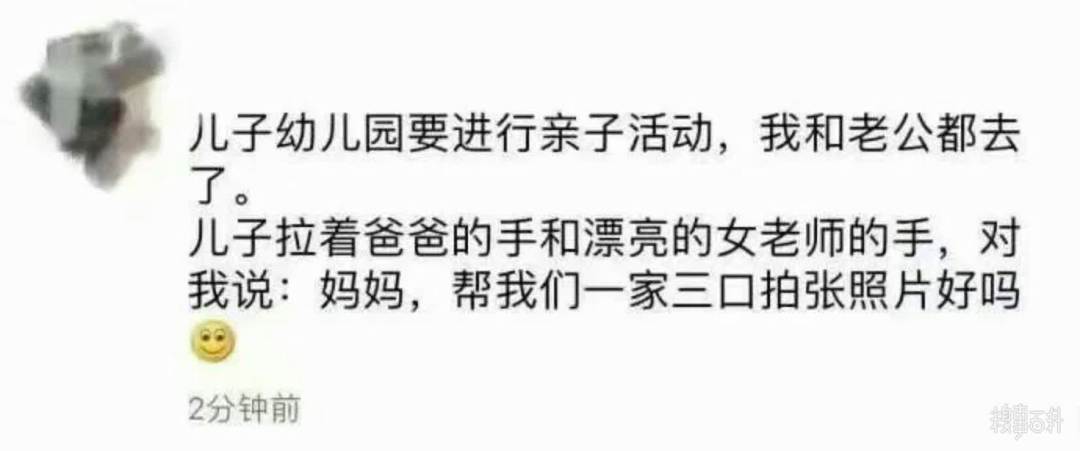 儿子幼儿园要进行亲子活动，我和老公都去
了。
儿子拉着爸爸的手和漂亮的女老师的手，对
我说：妈妈，帮我们一家三口拍张照片好吗
2分钟前